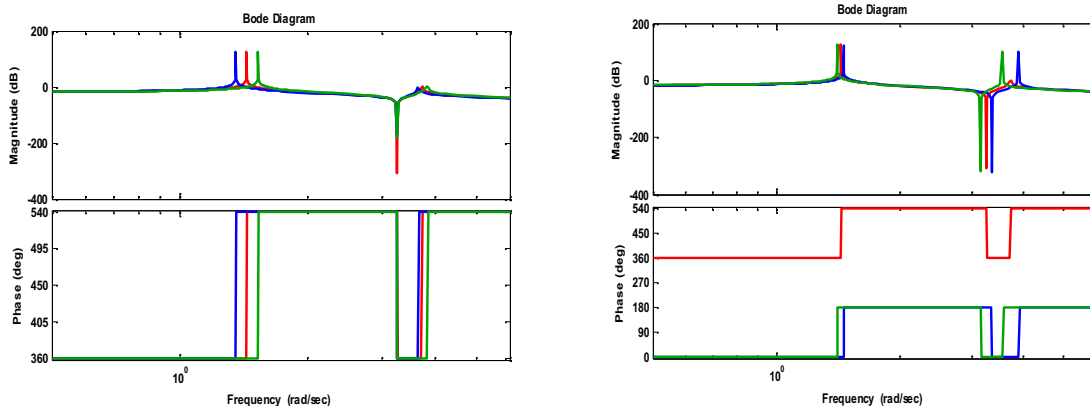 Bode Diagram
200
0
-200
-400
Magnitude (dB)
540
495
450
405
360
Phase (deg)
10^0
Frequency (rad/sec)
Bode Diagram
200
0
-200
-400
Magnitude (dB)
540
450
360
270
180
90
0
Phase (deg)
10^0
Frequency (rad/sec)